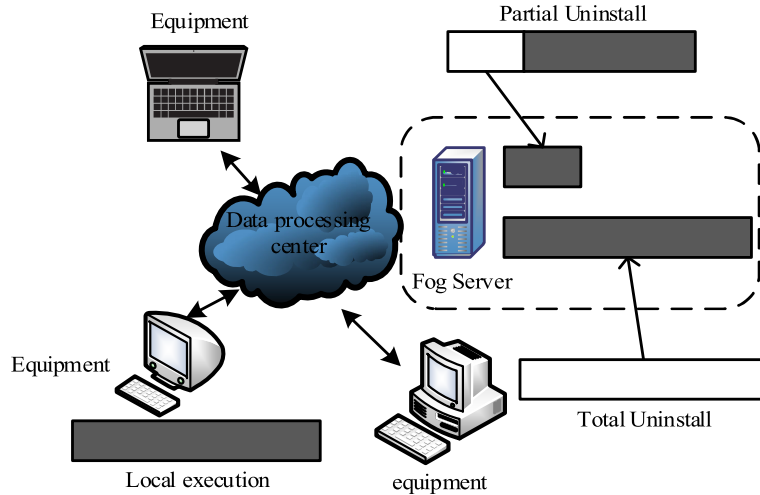 Equipment
Partial Uninstall
Data processing
center
Fog Server
Equipment
Total Uninstall
Local execution
equipment